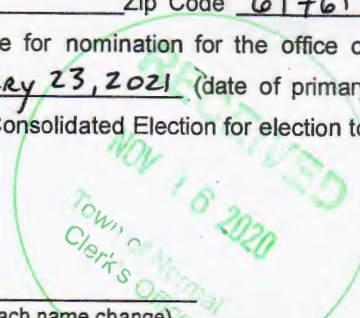 Zip Code 61761
e for nomination for the office o
ry 23, 2021 (date of primary
Consolidated Election for election to
RECEIVED
NOV 16 2020
Town of Normal
Clerk's Office
ach name change)